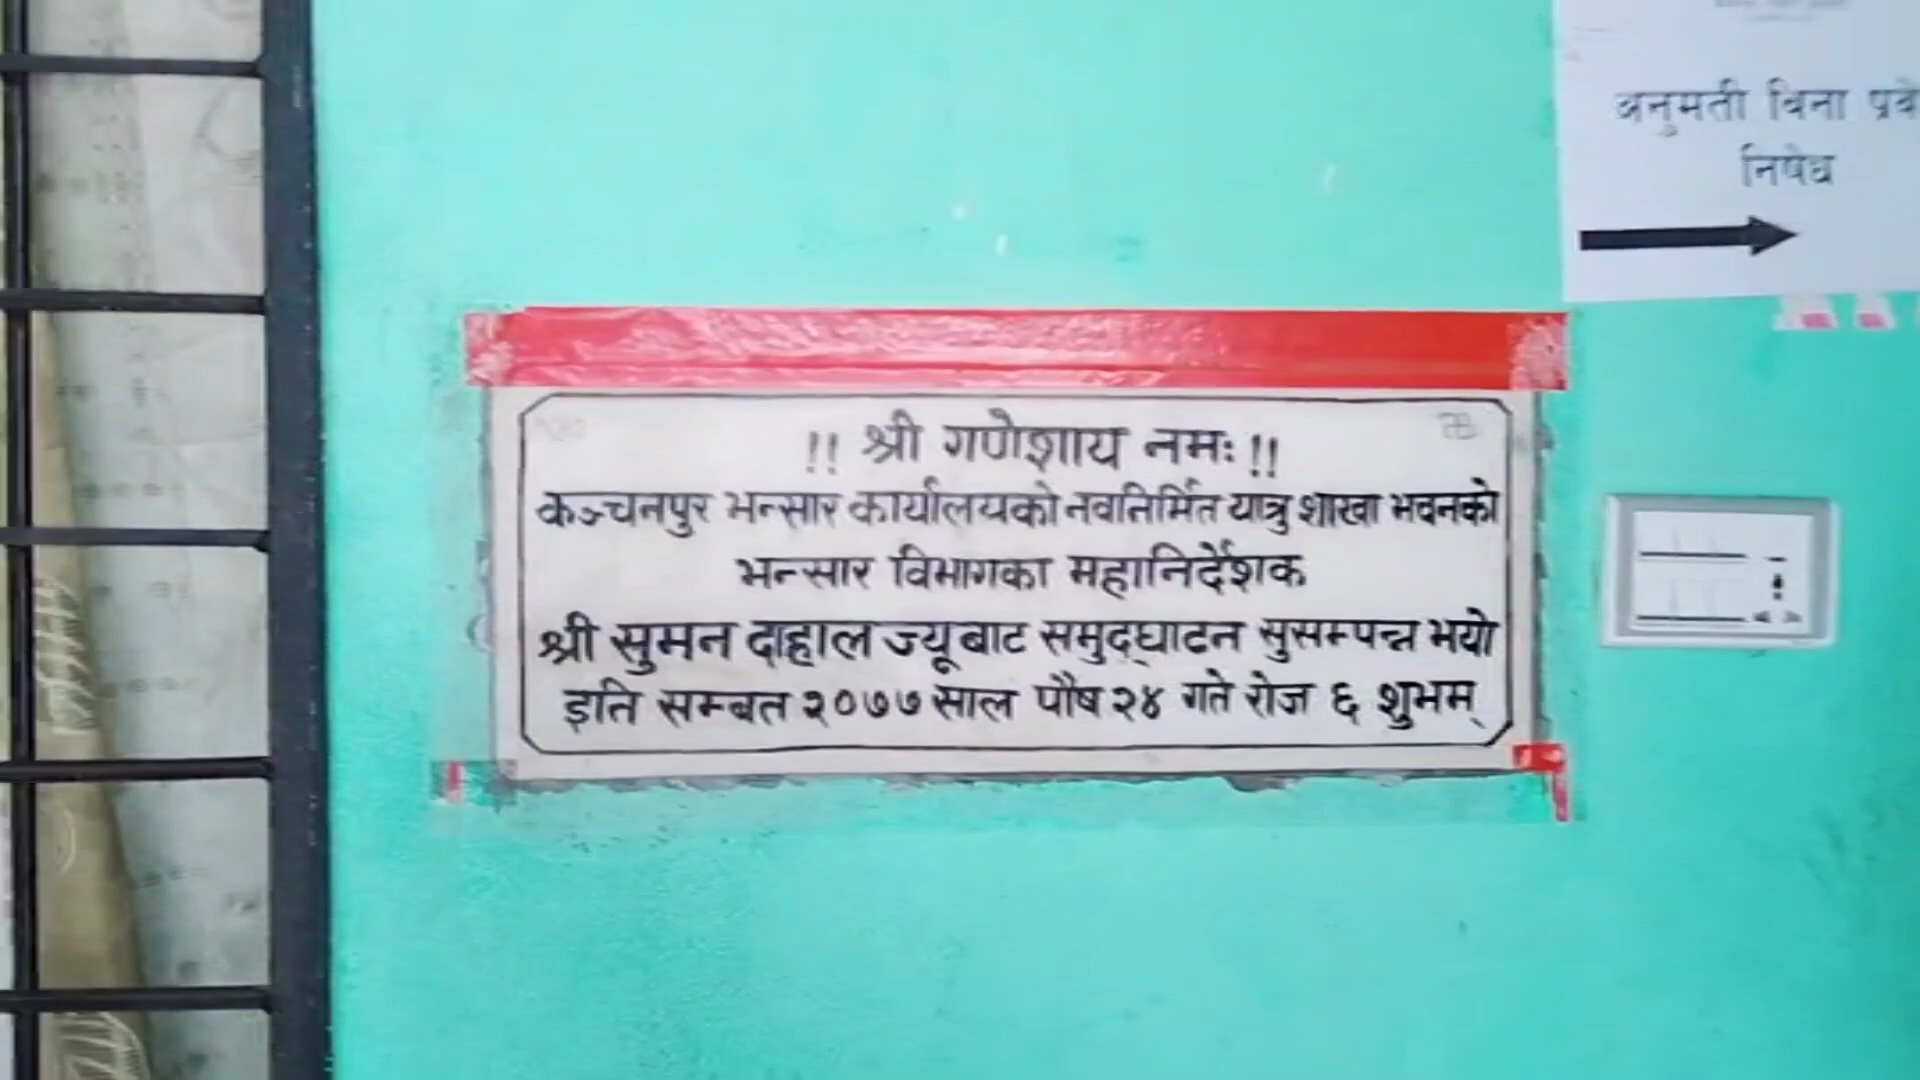 !! श्री गणेशाय नमः !!
कञ्चनपुर भन्सार कार्यालयको नवनिर्मित यात्रु शाखा भवनको
भन्सार विभागका महानिर्देशक
श्री सुमन दाहाल ज्यू बाट समुद्घाटन सुसम्पन्न भयो
इति सम्बत २०७७ साल पौष २४ गते रोज ६ शुभम्
अनुमती बिना प्रवे
निषेध